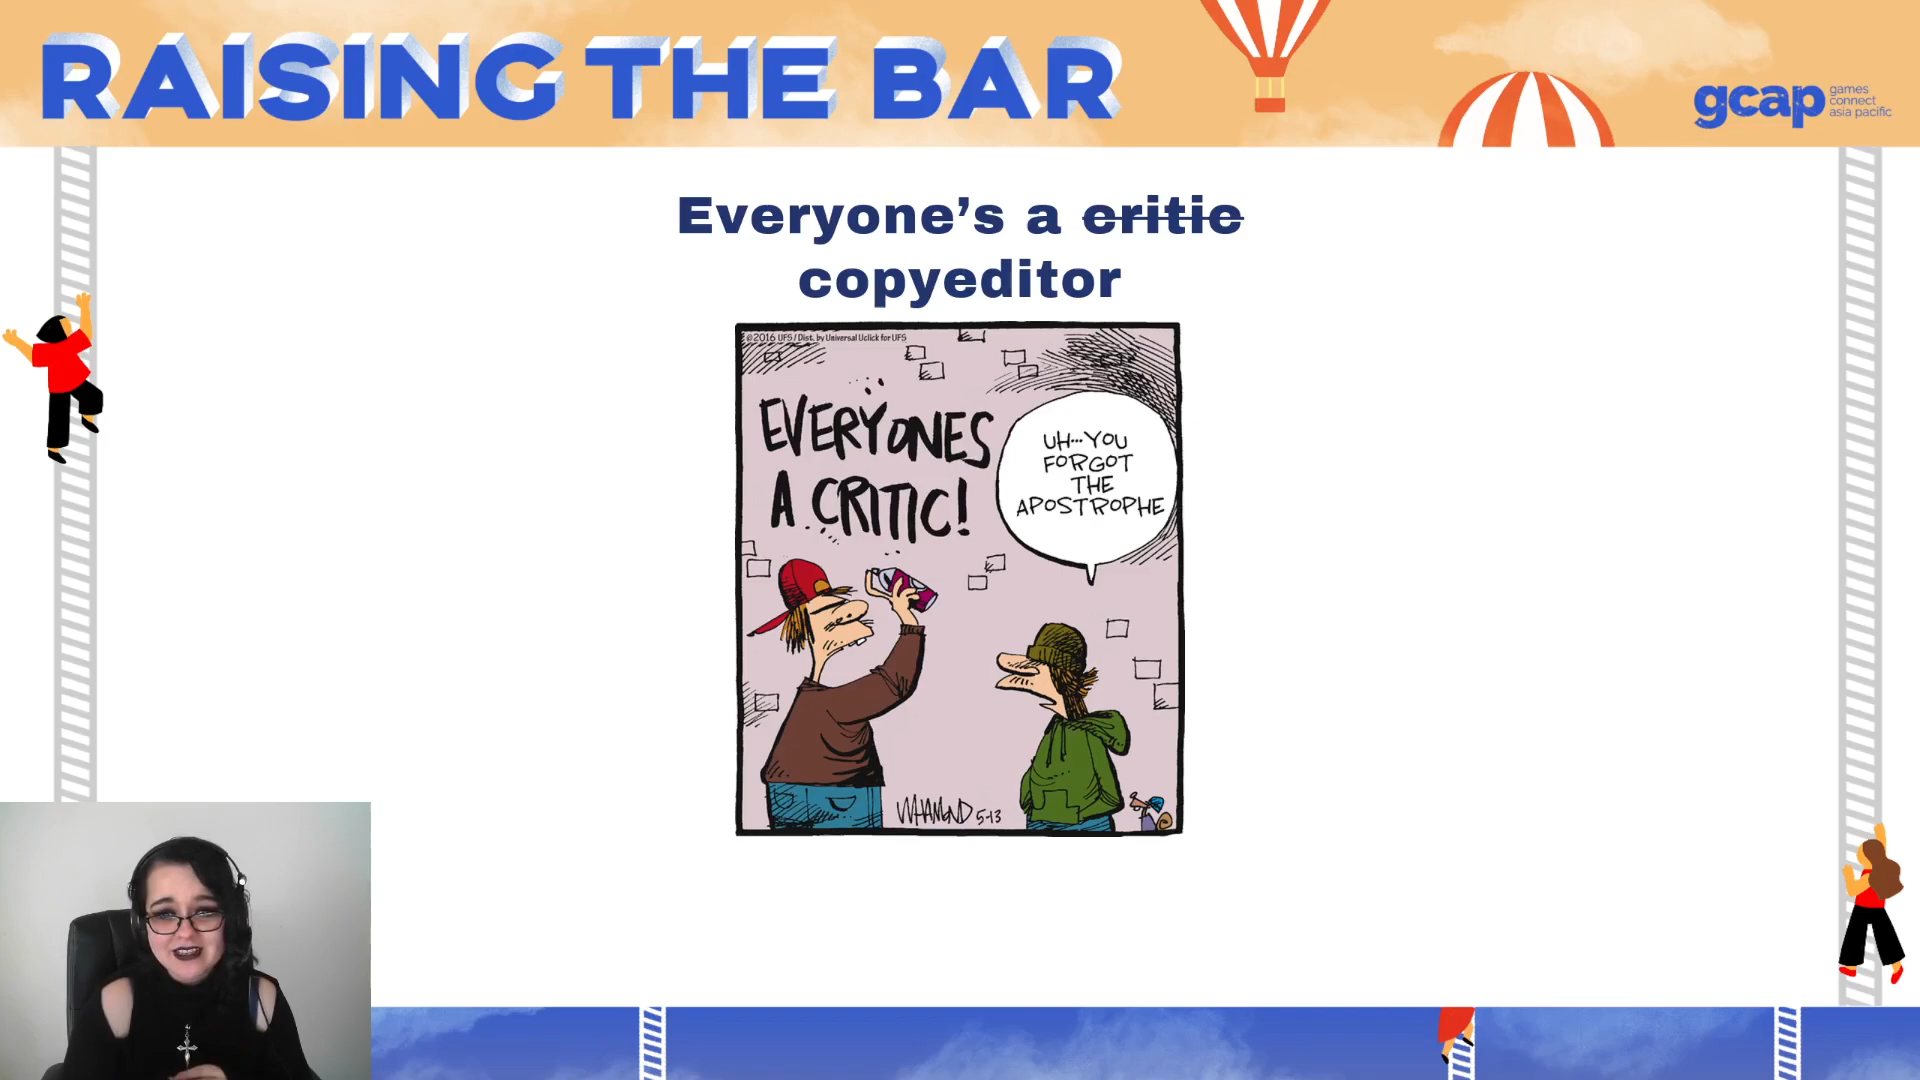 RAISING THE BAR
gcap
games
connect
asia pacific
Everyone’s a critic
copyeditor
©2016 UFS / Dist. by Universal Uclick for UFS
EVERYONES
A CRITIC!
UH...YOU
FORGOT
THE
APOSTROPHE
WHAMOND 5-13